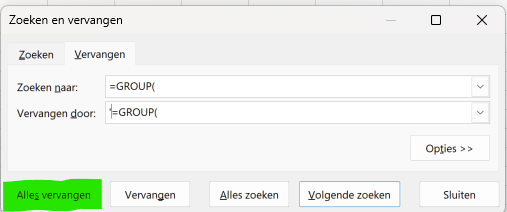 Zoeken en vervangen
Zoeken Vervangen
Zoeken naar: =GROUP(
Vervangen door: '=GROUP(
Opties >>
Alles vervangen Vervangen Alles zoeken Volgende zoeken Sluiten